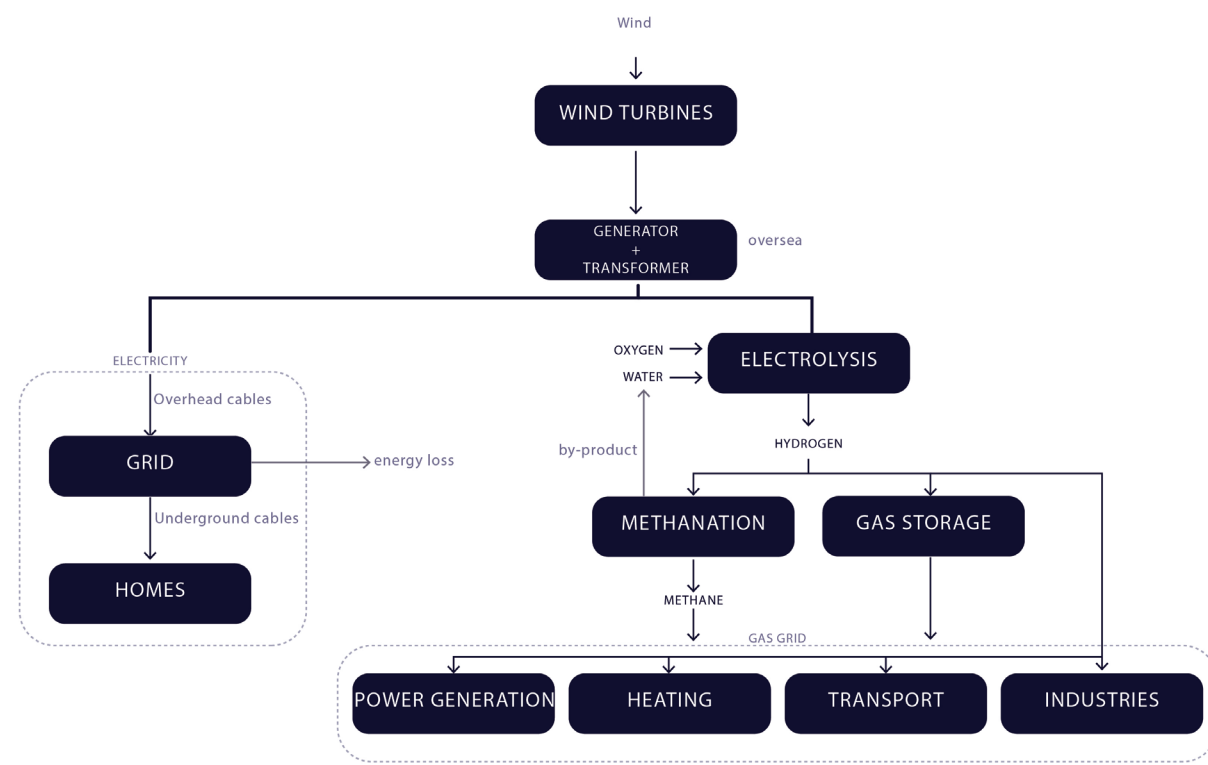 Wind
WIND TURBINES
GENERATOR
+
TRANSFORMER
oversea
ELECTRICITY
Overhead cables
GRID
energy loss
Underground cables
HOMES
OXYGEN
WATER
ELECTROLYSIS
HYDROGEN
by-product
METHANATION
GAS STORAGE
METHANE
GAS GRID
POWER GENERATION
HEATING
TRANSPORT
INDUSTRIES